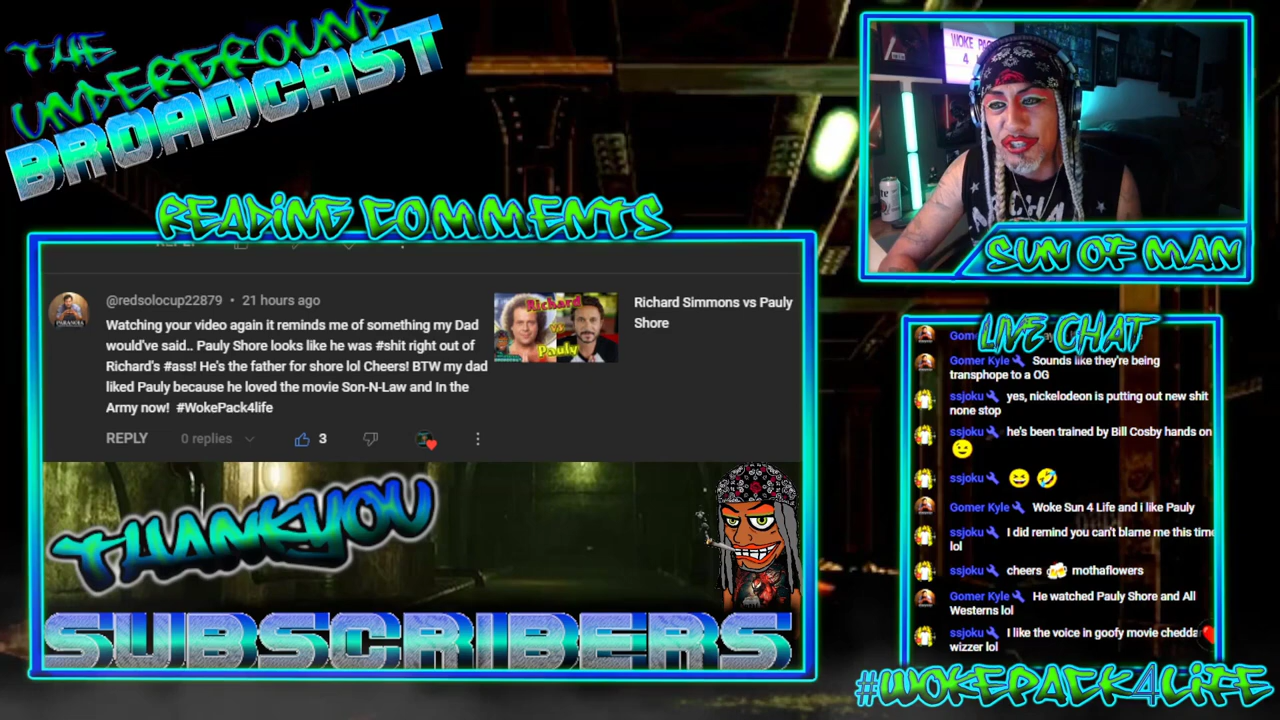 THE
UNDERGROUND
BROADCAST
WOKE PAC
4
SUN OF MAN
READING COMMENTS
@redsolocup22879 • 21 hours ago
Watching your video again it reminds me of something my Dad
would've said.. Pauly Shore looks like he was #shit right out of
Richard's #ass! He's the father for shore lol Cheers! BTW my dad
liked Pauly because he loved the movie Son-N-Law and In the
Army now! #WokePack4life
REPLY 0 replies 3
Richard
vs
Pauly
Richard Simmons vs Pauly
Shore
THANKYOU
SUBSCRIBERS
LIVE CHAT
Gomer Kyle Sounds like they're being
transphope to a OG
ssjoku yes, nickelodeon is putting out new shit
none stop
ssjoku he's been trained by Bill Cosby hands on
😉
ssjoku 😆 🤣
Gomer Kyle Woke Sun 4 Life and i like Pauly
ssjoku I did remind you can't blame me this time
lol
ssjoku cheers 🍻 mothaflowers
Gomer Kyle He watched Pauly Shore and All
Westerns lol
ssjoku I like the voice in goofy movie chedda
wizzer lol
#WOKEPACK4LIFE